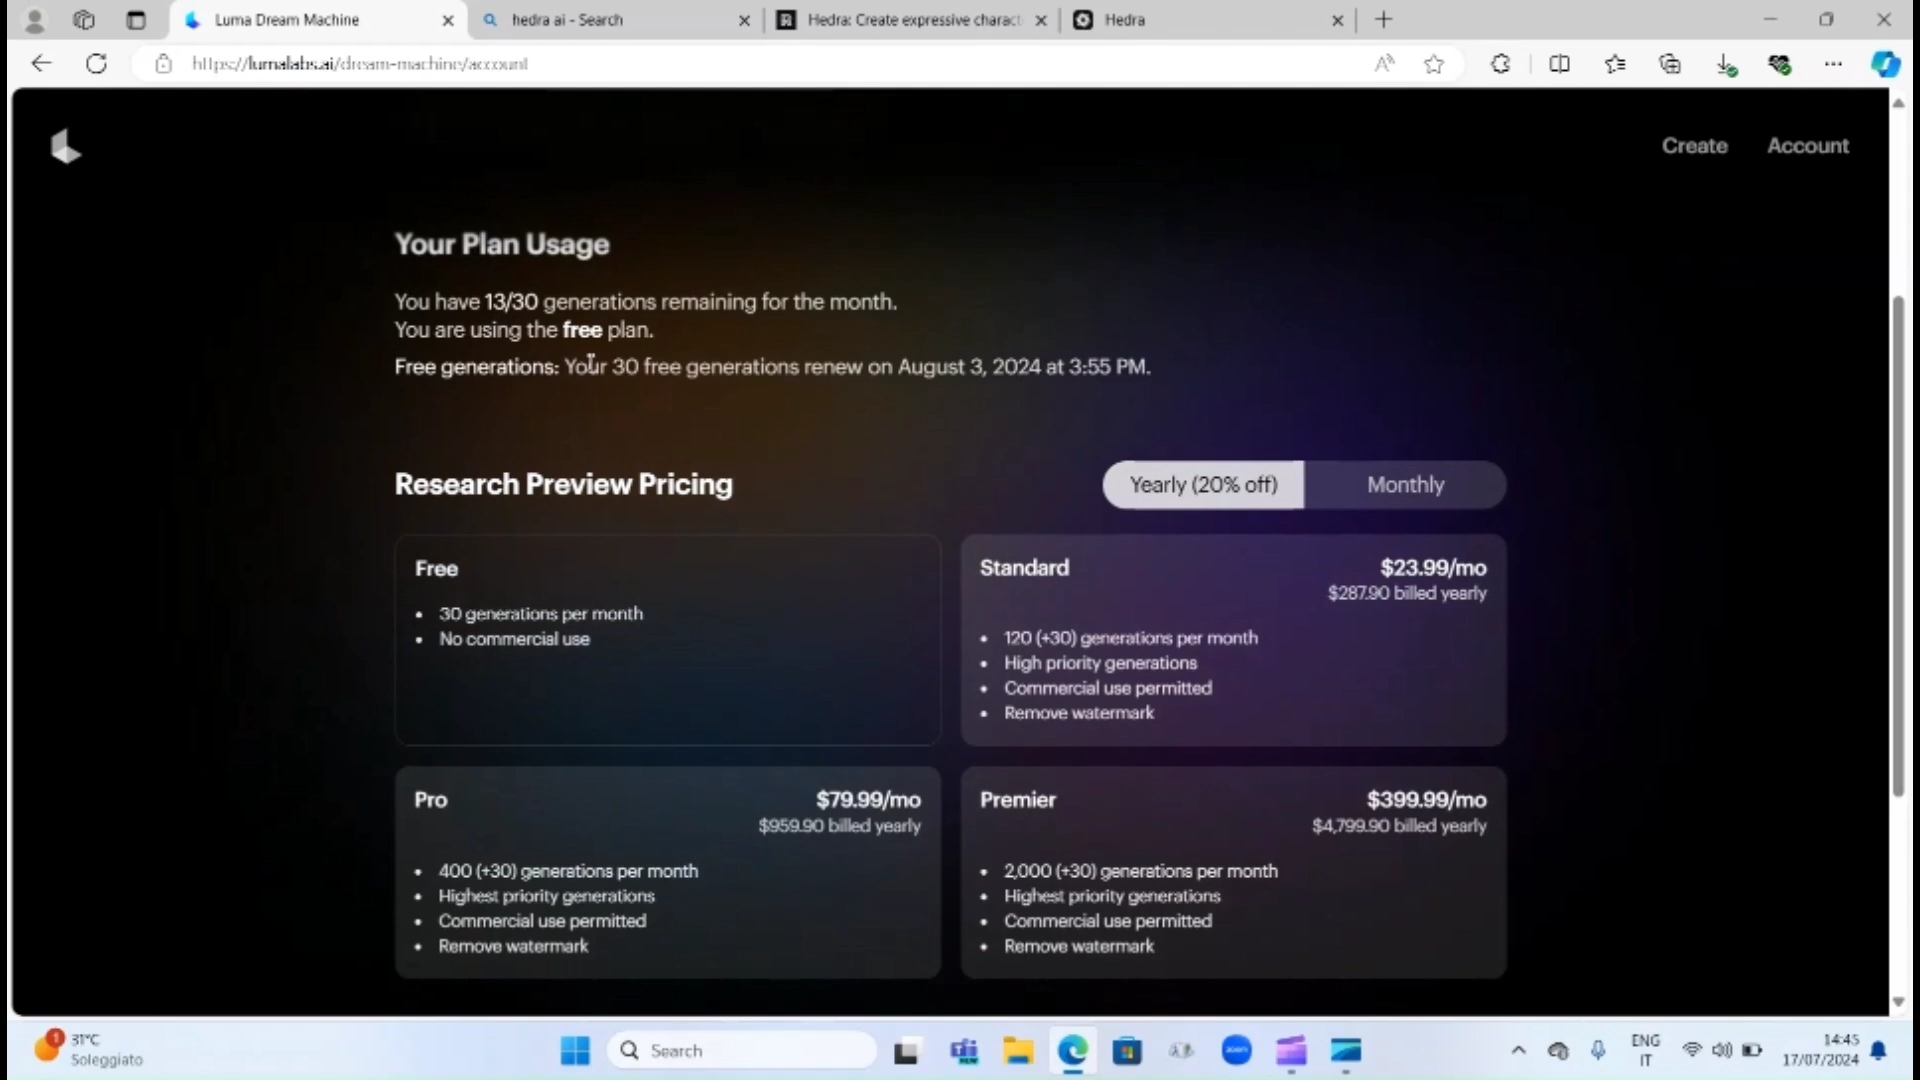 Luma Dream Machine
hedra ai - Search
Hedra: Create expressive charact
Hedra
https://lumalabs.ai/dream-machine/account
Create
Account
Your Plan Usage
You have 13/30 generations remaining for the month.
You are using the free plan.
Free generations: Your 30 free generations renew on August 3, 2024 at 3:55 PM.
Research Preview Pricing
Yearly (20% off)
Monthly
Free
• 30 generations per month
• No commercial use
Standard
$23.99/mo
$287.90 billed yearly
• 120 (+30) generations per month
• High priority generations
• Commercial use permitted
• Remove watermark
Pro
$79.99/mo
$959.90 billed yearly
• 400 (+30) generations per month
• Highest priority generations
• Commercial use permitted
• Remove watermark
Premier
$399.99/mo
$4,799.90 billed yearly
• 2,000 (+30) generations per month
• Highest priority generations
• Commercial use permitted
• Remove watermark
1
31°C
Soleggiato
Search
zoom
ENG
IT
14:45
17/07/2024